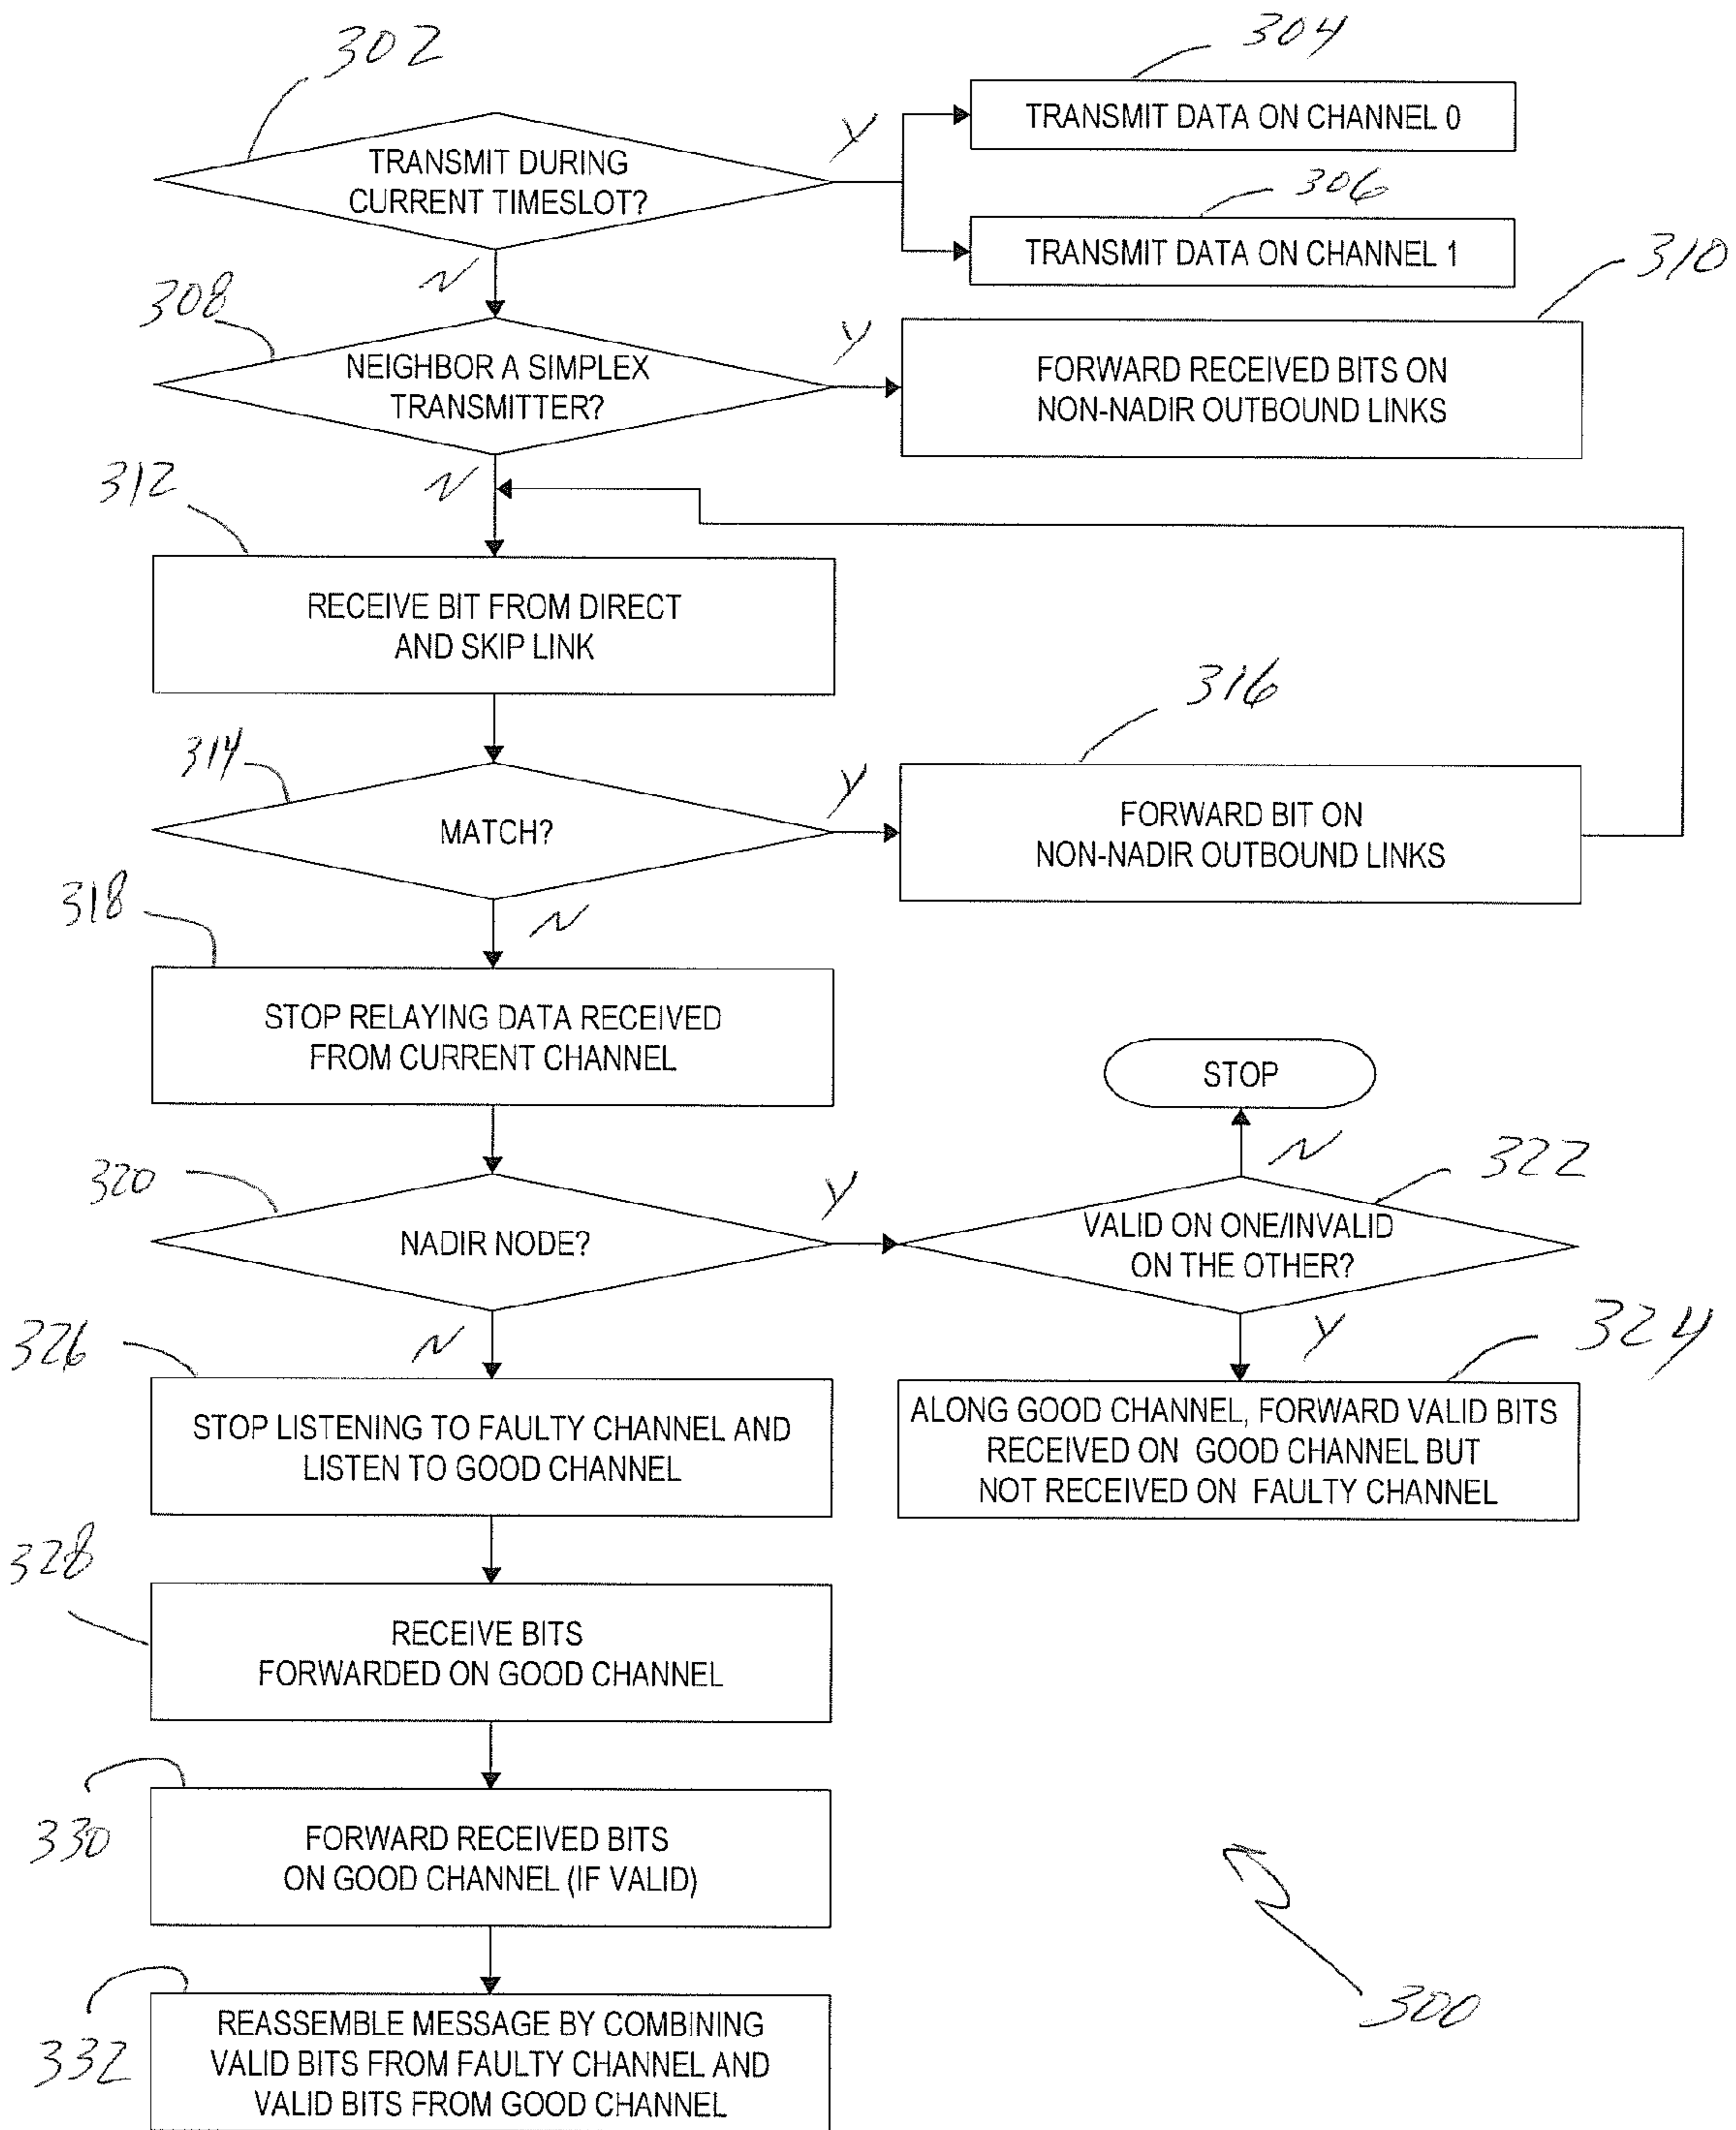 302
304
TRANSMIT DURING
CURRENT TIMESLOT?
Y
TRANSMIT DATA ON CHANNEL 0
306
TRANSMIT DATA ON CHANNEL 1
N
308
310
NEIGHBOR A SIMPLEX
TRANSMITTER?
Y
FORWARD RECEIVED BITS ON
NON-NADIR OUTBOUND LINKS
N
312
RECEIVE BIT FROM DIRECT
AND SKIP LINK
314
316
MATCH?
Y
FORWARD BIT ON
NON-NADIR OUTBOUND LINKS
N
318
STOP RELAYING DATA RECEIVED
FROM CURRENT CHANNEL
STOP
N
320
322
NADIR NODE?
Y
VALID ON ONE/INVALID
ON THE OTHER?
N
Y
326
324
STOP LISTENING TO FAULTY CHANNEL AND
LISTEN TO GOOD CHANNEL
ALONG GOOD CHANNEL, FORWARD VALID BITS
RECEIVED ON GOOD CHANNEL BUT
NOT RECEIVED ON FAULTY CHANNEL
328
RECEIVE BITS
FORWARDED ON GOOD CHANNEL
330
FORWARD RECEIVED BITS
ON GOOD CHANNEL (IF VALID)
332
REASSEMBLE MESSAGE BY COMBINING
VALID BITS FROM FAULTY CHANNEL AND
VALID BITS FROM GOOD CHANNEL
300